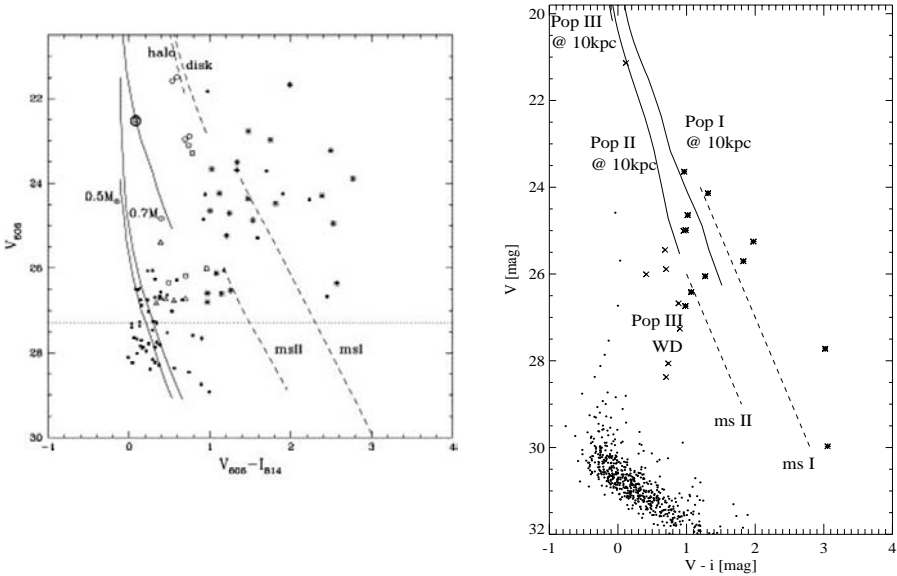 halo
disk
0.5M
0.7M
msII
msI
V606
22
24
26
28
30
-1
0
1
2
3
4
V606−I814
Pop III
@ 10kpc
Pop I
@ 10kpc
Pop II
@ 10kpc
Pop III
WD
ms II
ms I
V [mag]
20
22
24
26
28
30
32
-1
0
1
2
3
4
V - i [mag]